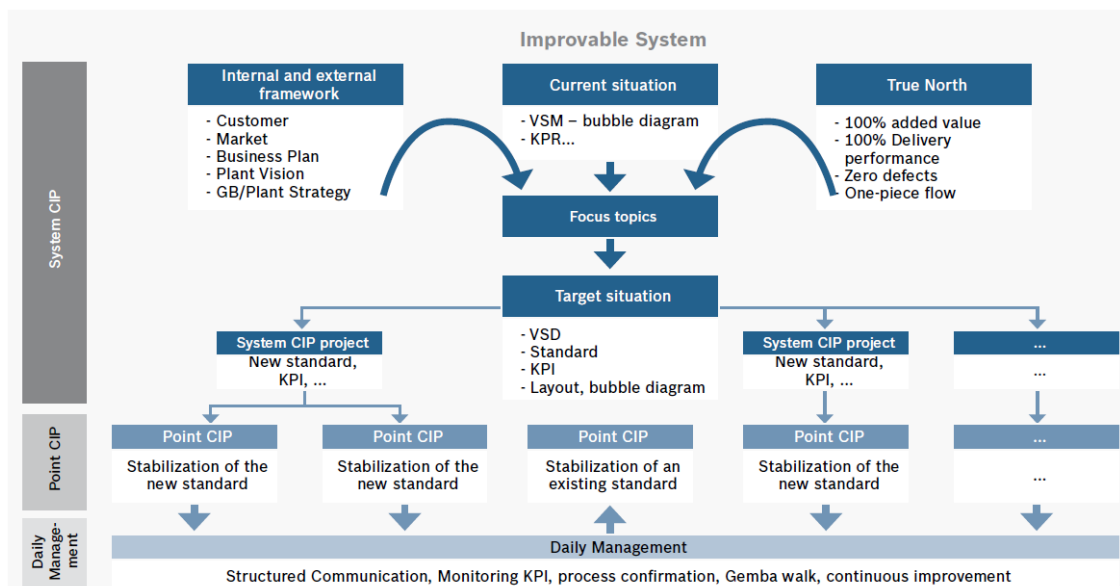 Improvable System
System CIP
Internal and external
framework
- Customer
- Market
- Business Plan
- Plant Vision
- GB/Plant Strategy
Current situation
- VSM – bubble diagram
- KPR...
True North
- 100% added value
- 100% Delivery
performance
- Zero defects
- One-piece flow
Focus topics
Target situation
- VSD
- Standard
- KPI
- Layout, bubble diagram
System CIP project
New standard,
KPI, ...
System CIP project
New standard,
KPI, ...
...
...
Point CIP
Point CIP
Stabilization of the
new standard
Point CIP
Stabilization of the
new standard
Point CIP
Stabilization of an
existing standard
Point CIP
Stabilization of the
new standard
...
...
Daily
Manage-
ment
Daily Management
Structured Communication, Monitoring KPI, process confirmation, Gemba walk, continuous improvement